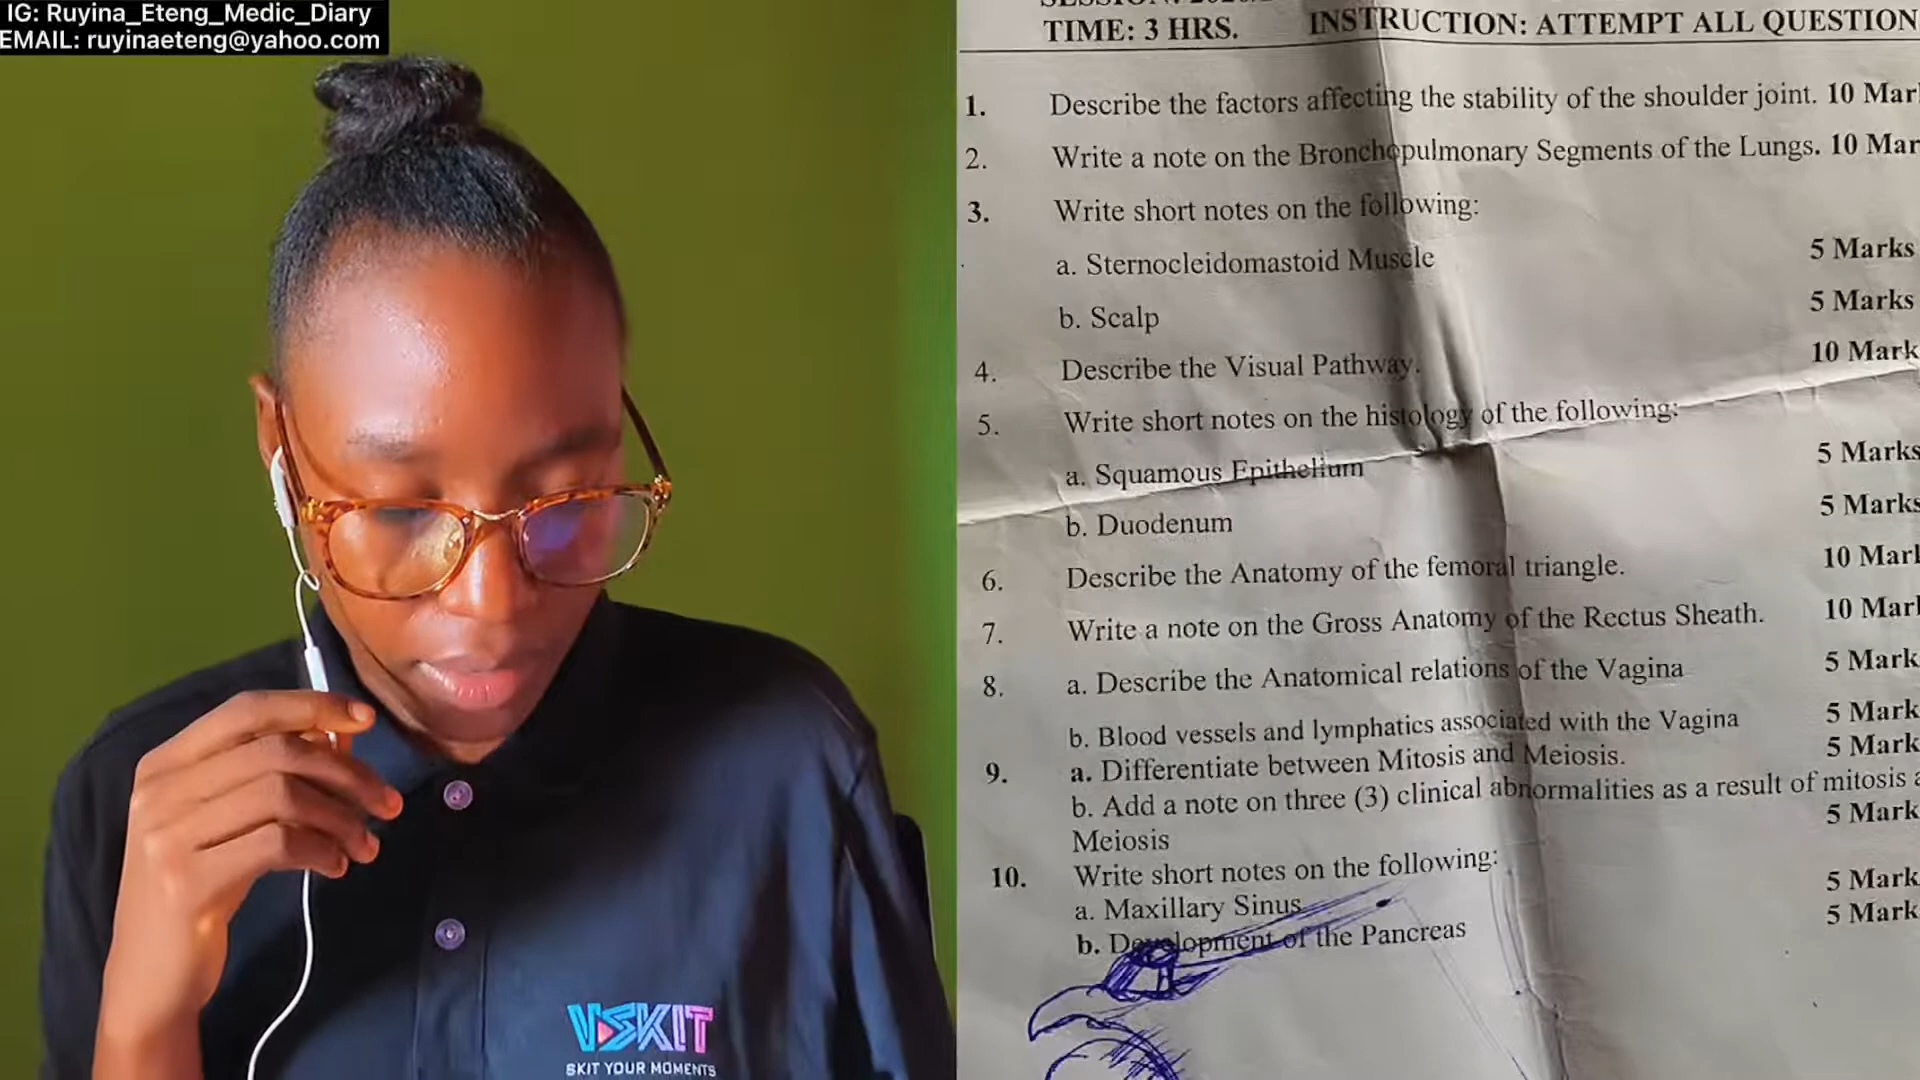 IG: Ruyina_Eteng_Medic_Diary
EMAIL: ruyinaeteng@yahoo.com
VSKIT
SKIT YOUR MOMENTS
TIME: 3 HRS. INSTRUCTION: ATTEMPT ALL QUESTION
1. Describe the factors affecting the stability of the shoulder joint. 10 Mar
2. Write a note on the Bronchopulmonary Segments of the Lungs. 10 Mar
3. Write short notes on the following:
a. Sternocleidomastoid Muscle 5 Marks
b. Scalp 5 Marks
4. Describe the Visual Pathway. 10 Mark
5. Write short notes on the histology of the following:
a. Squamous Epithelium 5 Marks
b. Duodenum 5 Marks
6. Describe the Anatomy of the femoral triangle. 10 Mar
7. Write a note on the Gross Anatomy of the Rectus Sheath. 10 Mar
8. a. Describe the Anatomical relations of the Vagina 5 Mark
b. Blood vessels and lymphatics associated with the Vagina 5 Mark
9. a. Differentiate between Mitosis and Meiosis. 5 Mark
b. Add a note on three (3) clinical abnormalities as a result of mitosis a
Meiosis 5 Mark
10. Write short notes on the following:
a. Maxillary Sinus 5 Mark
b. Development of the Pancreas 5 Mark